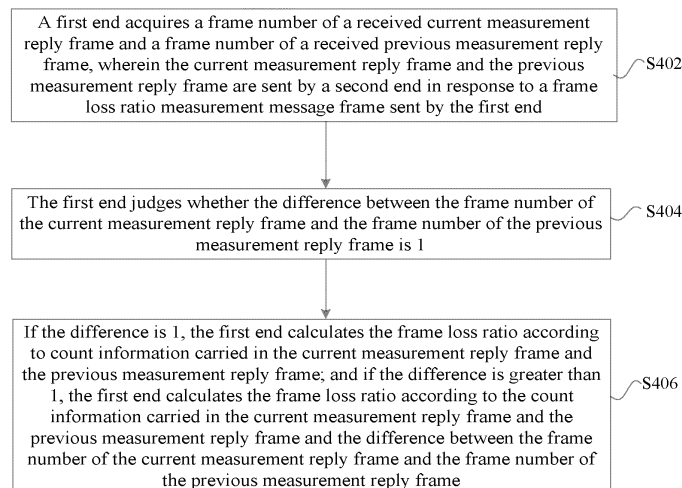 A first end acquires a frame number of a received current measurement
reply frame and a frame number of a received previous measurement reply
frame, wherein the current measurement reply frame and the previous
measurement reply frame are sent by a second end in response to a frame
loss ratio measurement message frame sent by the first end
S402
The first end judges whether the difference between the frame number of
the current measurement reply frame and the frame number of the previous
measurement reply frame is 1
S404
If the difference is 1, the first end calculates the frame loss ratio according
to count information carried in the current measurement reply frame and
the previous measurement reply frame; and if the difference is greater than
1, the first end calculates the frame loss ratio according to the count
information carried in the current measurement reply frame and the
previous measurement reply frame and the difference between the frame
number of the current measurement reply frame and the frame number of
the previous measurement reply frame
S406